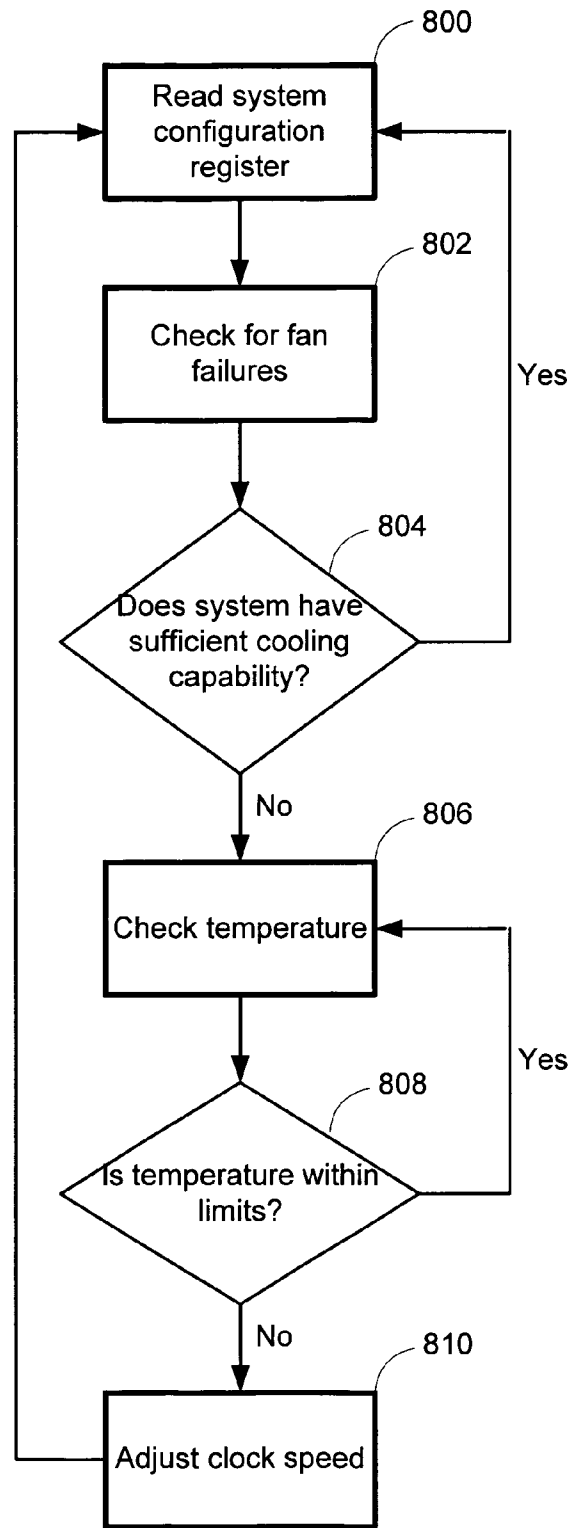 800
Read system
configuration
register
802
Check for fan
failures
Yes
804
Does system have
sufficient cooling
capability?
No
806
Check temperature
Yes
808
Is temperature within
limits?
No
810
Adjust clock speed